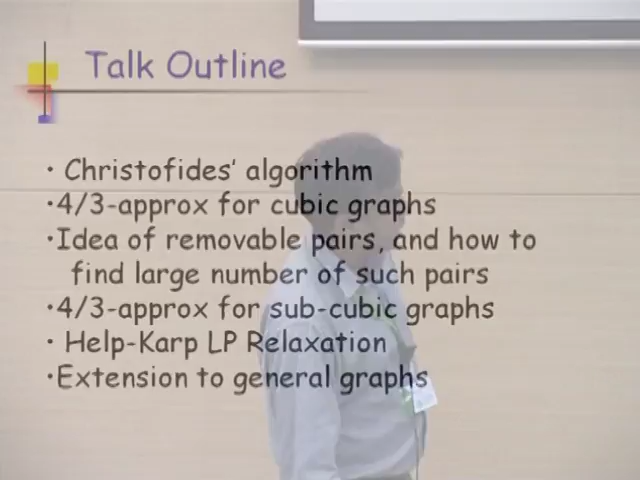 Talk Outline
• Christofides' algorithm
•4/3-approx for cubic graphs
•Idea of removable pairs, and how to
find large number of such pairs
•4/3-approx for sub-cubic graphs
• Help-Karp LP Relaxation
•Extension to general graphs